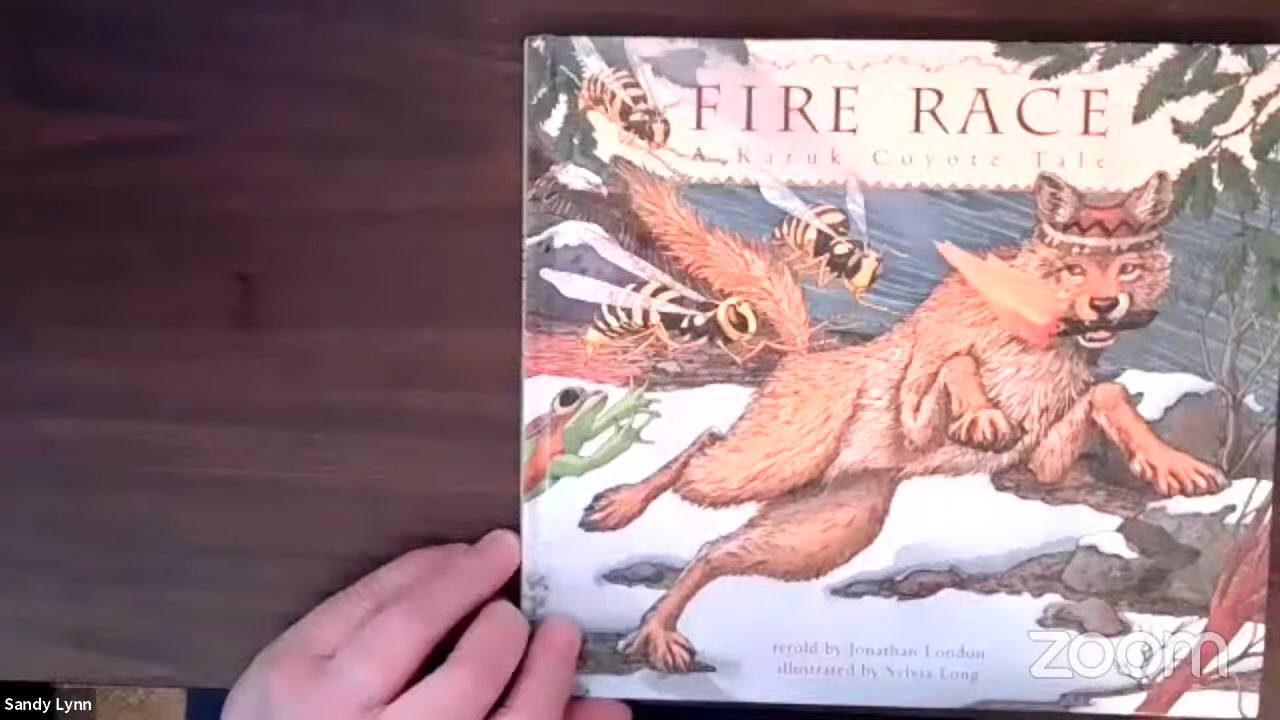 FIRE RACE
A Karuk Coyote Tale
retold by Jonathan London
illustrated by Sylvia Long
zoom
Sandy Lynn